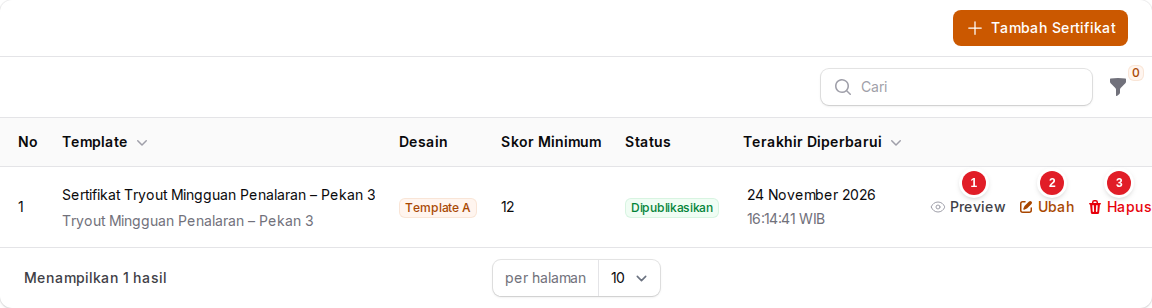 Tambah Sertifikat
Cari
0
No Template Desain Skor Minimum Status Terakhir Diperbarui
1 2 3
Sertifikat Tryout Mingguan Penalaran – Pekan 3 24 November 2026
1 Template A 12 Dipublikasikan Preview Ubah Hapus
Tryout Mingguan Penalaran – Pekan 3 16:14:41 WIB
Menampilkan 1 hasil per halaman 10